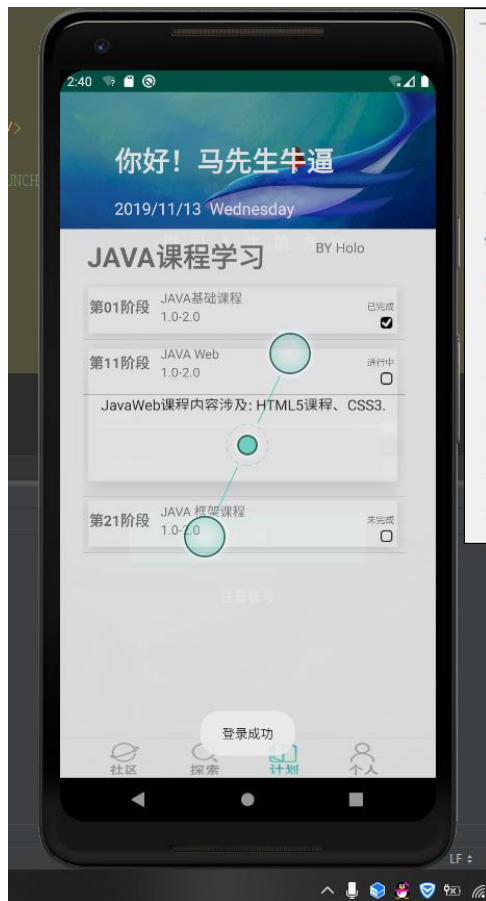 />
UNCH
2:40
你好！马先生牛逼
2019/11/13 Wednesday
JAVA课程学习
BY Holo
第01阶段
JAVA基础课程
1.0-2.0
已完成
第11阶段
JAVA Web
1.0-2.0
进行中
JavaWeb课程内容涉及: HTML5课程、CSS3.
第21阶段
JAVA 框架课程
1.0-2.0
未完成
注册账号
登录成功
社区
探索
计划
个人
LF